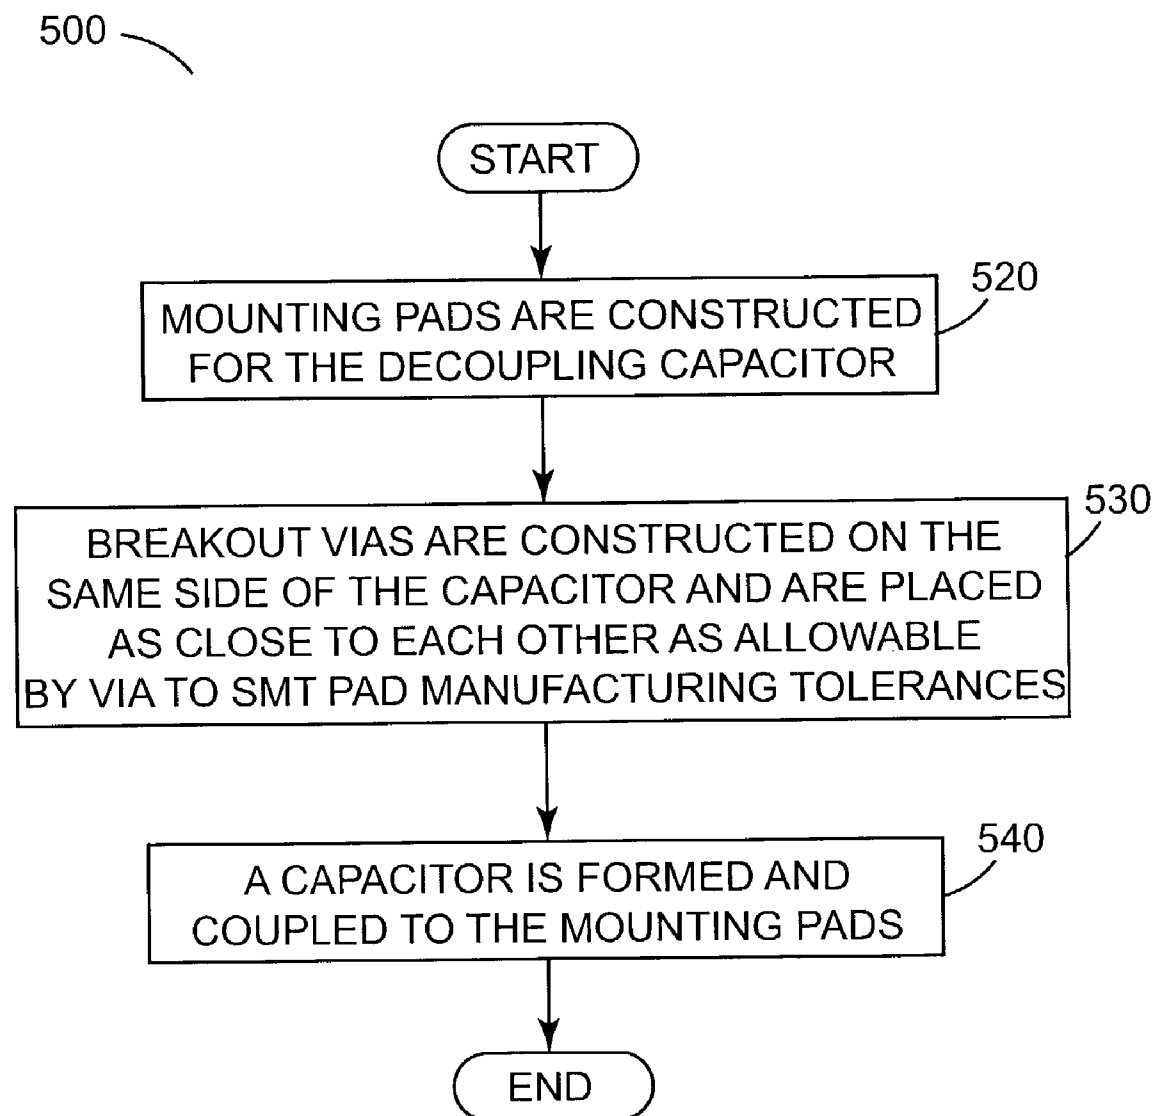 500
START
520
MOUNTING PADS ARE CONSTRUCTED
FOR THE DECOUPLING CAPACITOR
530
BREAKOUT VIAS ARE CONSTRUCTED ON THE
SAME SIDE OF THE CAPACITOR AND ARE PLACED
AS CLOSE TO EACH OTHER AS ALLOWABLE
BY VIA TO SMT PAD MANUFACTURING TOLERANCES
540
A CAPACITOR IS FORMED AND
COUPLED TO THE MOUNTING PADS
END